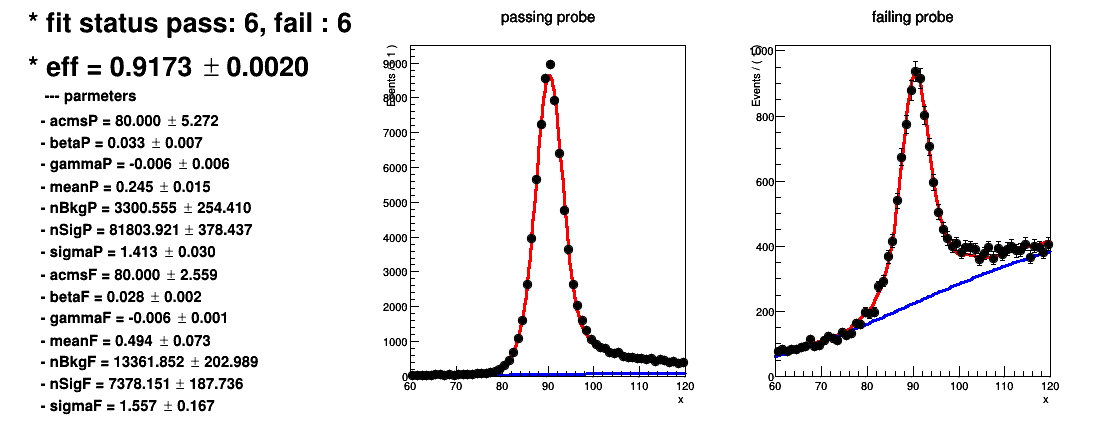 * fit status pass: 6, fail : 6
* eff = 0.9173 ± 0.0020
--- parmeters
- acmsP = 80.000 ± 5.272
- betaP = 0.033 ± 0.007
- gammaP = -0.006 ± 0.006
- meanP = 0.245 ± 0.015
- nBkgP = 3300.555 ± 254.410
- nSigP = 81803.921 ± 378.437
- sigmaP = 1.413 ± 0.030
- acmsF = 80.000 ± 2.559
- betaF = 0.028 ± 0.002
- gammaF = -0.006 ± 0.001
- meanF = 0.494 ± 0.073
- nBkgF = 13361.852 ± 202.989
- nSigF = 7378.151 ± 187.736
- sigmaF = 1.557 ± 0.167
passing probe
Events / ( 1 )
9000
8000
7000
6000
5000
4000
3000
2000
1000
0
60 70 80 90 100 110 120
x
failing probe
Events / (
1000
800
600
400
200
0
60 70 80 90 100 110 120
x